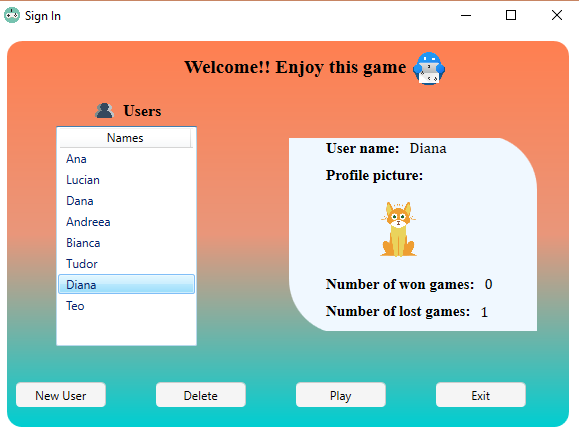 Sign In
Welcome!! Enjoy this game
Users
Names
Ana
Lucian
Dana
Andreea
Bianca
Tudor
Diana
Teo
User name: Diana
Profile picture:
Number of won games: 0
Number of lost games: 1
New User Delete Play Exit